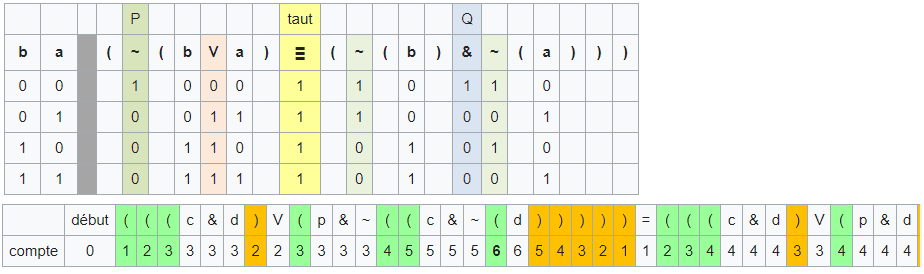 P taut Q
b a ( ~ ( b V a ) ≡ ( ~ ( b ) & ~ ( a ) ) )
0 0 1 0 0 0 1 1 0 1 1 0
0 1 0 0 1 1 1 1 0 0 0 1
1 0 0 1 1 0 1 0 1 0 1 0
1 1 0 1 1 1 1 0 1 0 0 1
début ( ( ( c & d ) V ( p & ~ ( ( c & ~ ( d ) ) ) ) ) = ( ( ( c & d ) V ( p & d
compte 0 1 2 3 3 3 3 2 2 3 3 3 3 4 5 5 5 5 6 6 5 4 3 2 1 1 2 3 4 4 4 4 3 3 4 4 4 4